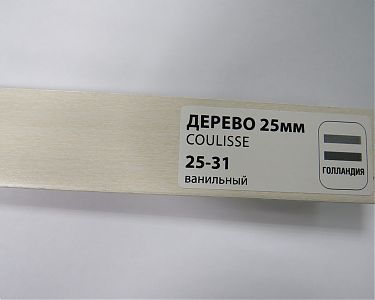 ДЕРЕВО 25мм
COULISSE
25-31
ванильный
ГОЛЛАНДИЯ